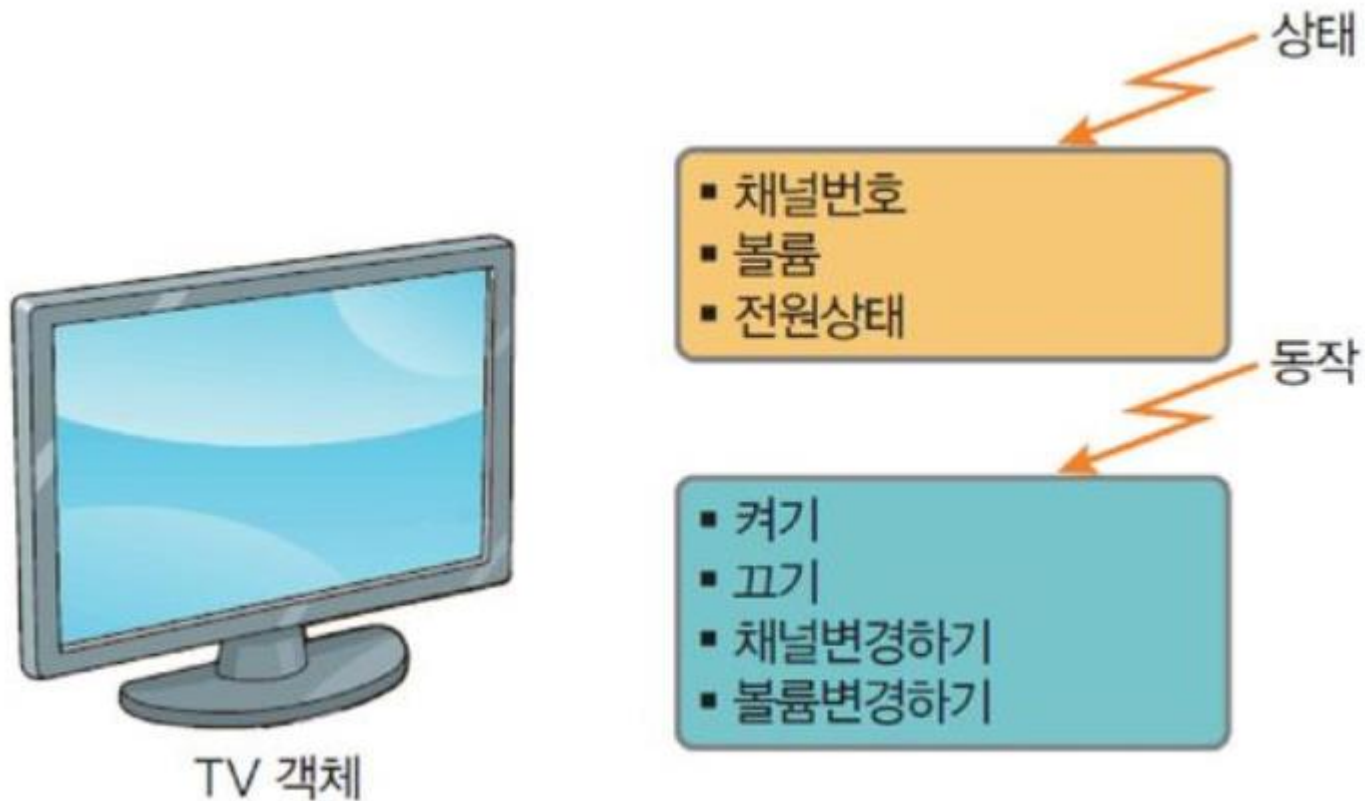 상태
▪ 채널번호
▪ 볼륨
▪ 전원상태
동작
▪ 켜기
▪ 끄기
▪ 채널변경하기
▪ 볼륨변경하기
TV 객체